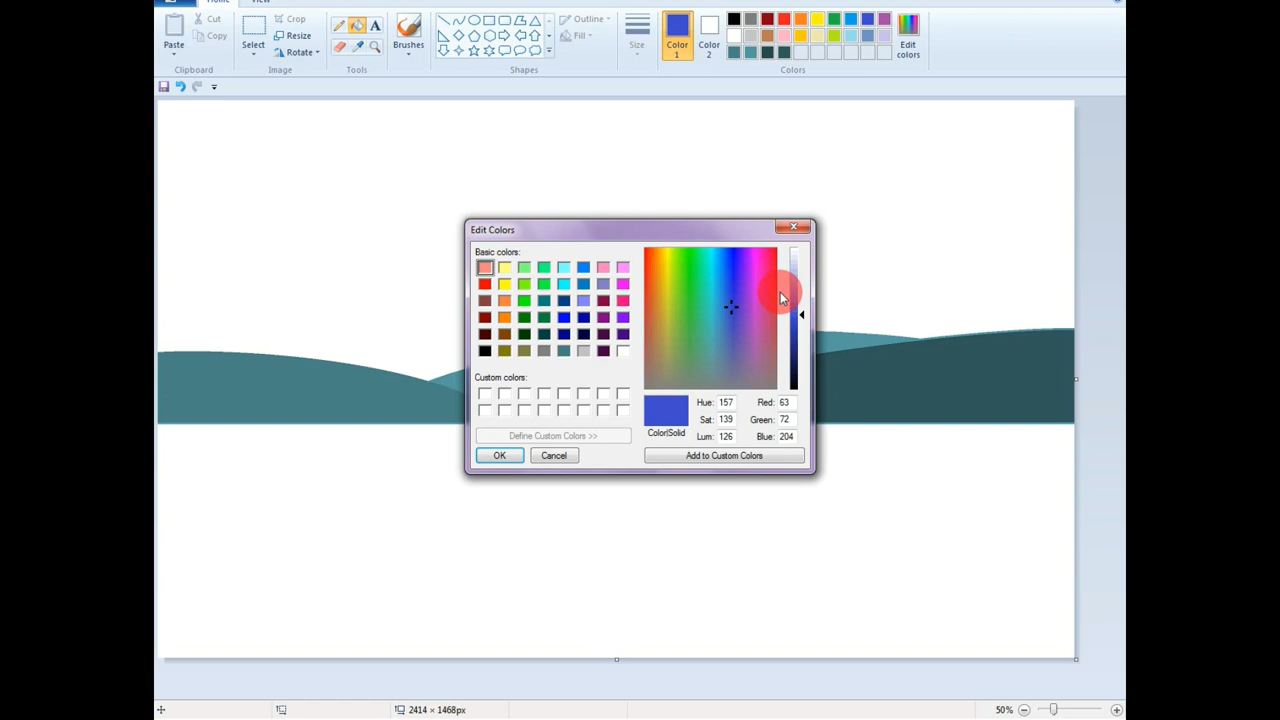 Home View
Cut
Copy
Paste
Clipboard
Crop
Resize
Rotate
Select
Image
A
Tools
Brushes
Outline
Fill
Shapes
Size
Color
1
Color
2
Edit
colors
Colors
Edit Colors
Basic colors:
Custom colors:
Define Custom Colors >>
OK
Cancel
Color|Solid
Hue: 157
Sat: 139
Lum: 126
Red: 63
Green: 72
Blue: 204
Add to Custom Colors
2414 × 1468px
50%